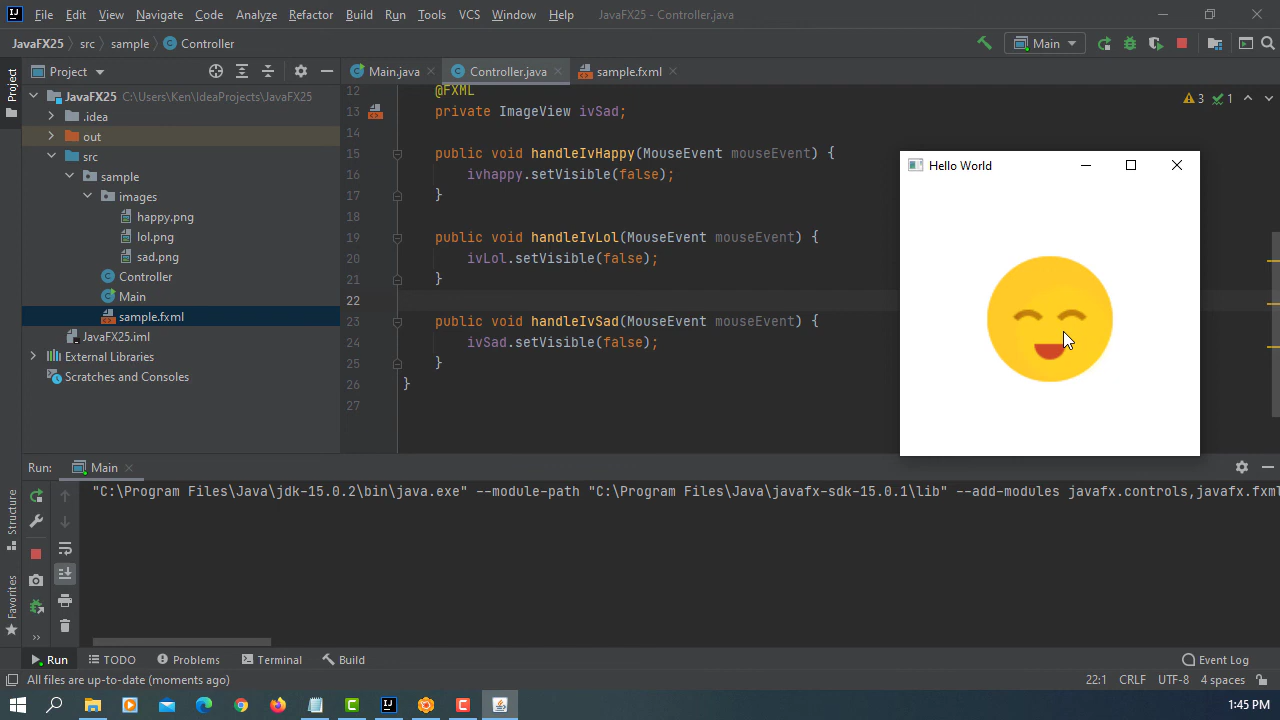 File Edit View Navigate Code Analyze Refactor Build Run Tools VCS Window Help JavaFX25 - Controller.java
JavaFX25 src sample Controller Main
Project
Project Main.java Controller.java sample.fxml
JavaFX25 C:\Users\Ken\IdeaProjects\JavaFX25
.idea
out
src
sample
images
happy.png
lol.png
sad.png
Controller
Main
sample.fxml
JavaFX25.iml
External Libraries
Scratches and Consoles
3 1
12 @FXML
13 private ImageView ivSad;
14
15 public void handleIvHappy(MouseEvent mouseEvent) {
16 ivhappy.setVisible(false);
17 }
18
19 public void handleIvLol(MouseEvent mouseEvent) {
20 ivLol.setVisible(false);
21 }
22
23 public void handleIvSad(MouseEvent mouseEvent) {
24 ivSad.setVisible(false);
25 }
26 }
27
Hello World
Structure
Favorites
Run: Main
"C:\Program Files\Java\jdk-15.0.2\bin\java.exe" --module-path "C:\Program Files\Java\javafx-sdk-15.0.1\lib" --add-modules javafx.controls,javafx.fxml
Run TODO Problems Terminal Build Event Log
All files are up-to-date (moments ago) 22:1 CRLF UTF-8 4 spaces
1:45 PM